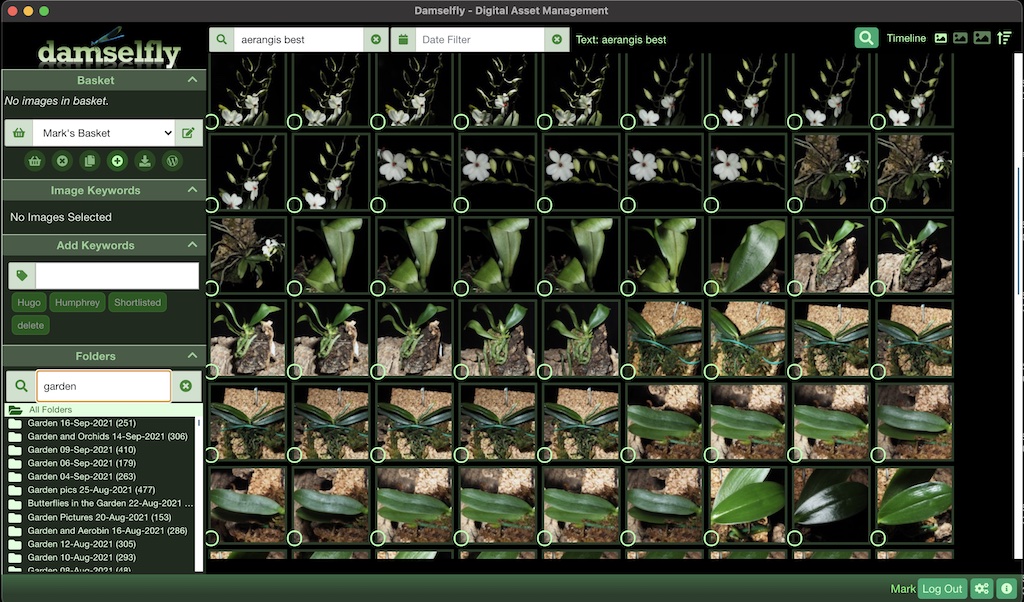 Damselfly - Digital Asset Management
damselfly
aerangis best
Date Filter
Text: aerangis best
Timeline
Basket
No images in basket.
Mark's Basket
Image Keywords
No Images Selected
Add Keywords
Hugo
Humphrey
Shortlisted
delete
Folders
garden
All Folders
Garden 16-Sep-2021 (251)
Garden and Orchids 14-Sep-2021 (306)
Garden 09-Sep-2021 (410)
Garden 06-Sep-2021 (179)
Garden 04-Sep-2021 (263)
Garden pics 25-Aug-2021 (477)
Butterflies in the Garden 22-Aug-2021 ...
Garden Pictures 20-Aug-2021 (153)
Garden and Aerobin 16-Aug-2021 (286)
Garden 12-Aug-2021 (305)
Garden 10-Aug-2021 (293)
Garden 08-Aug-2021 (48)
Mark
Log Out